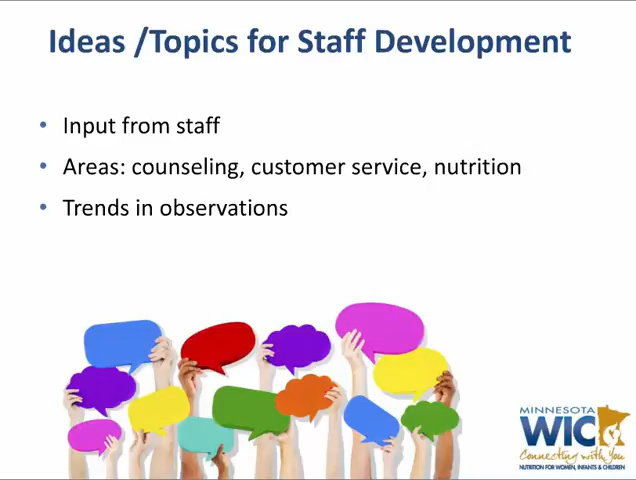 Ideas /Topics for Staff Development
• Input from staff
• Areas: counseling, customer service, nutrition
• Trends in observations
MINNESOTA
WIC
Connecting with You
NUTRITION FOR WOMEN, INFANTS & CHILDREN